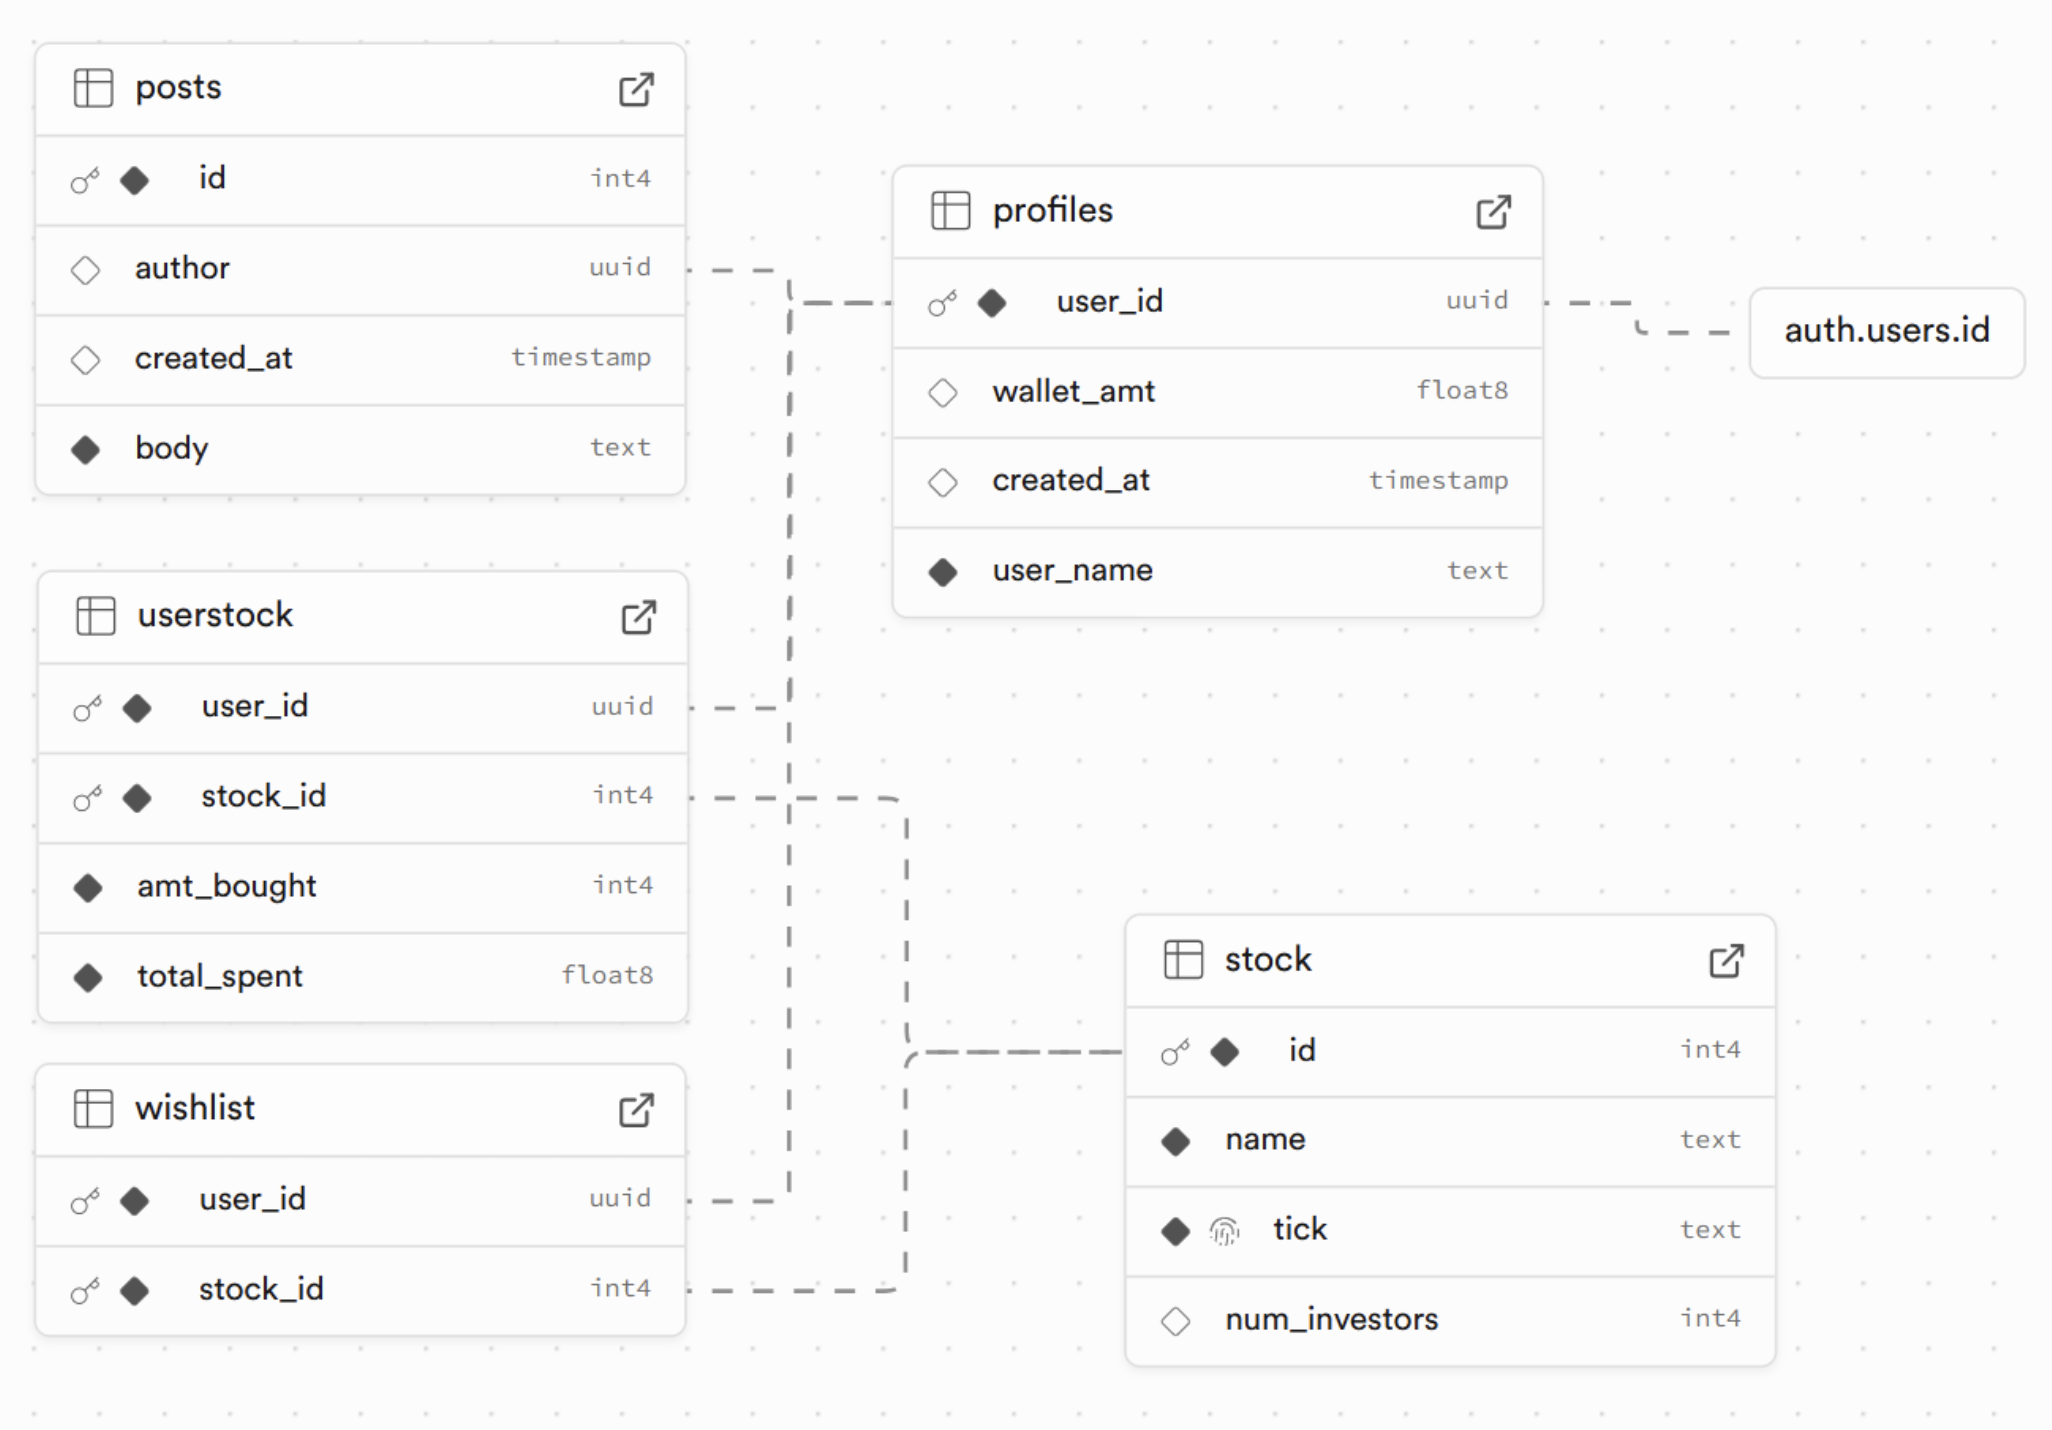 posts
id int4
author uuid
created_at timestamp
body text
profiles
user_id uuid
wallet_amt float8
created_at timestamp
user_name text
auth.users.id
userstock
user_id uuid
stock_id int4
amt_bought int4
total_spent float8
stock
id int4
name text
tick text
num_investors int4
wishlist
user_id uuid
stock_id int4